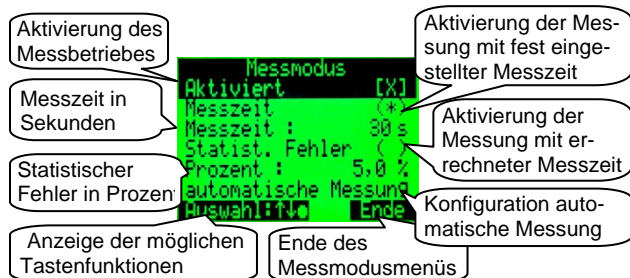 Aktivierung des
Messbetriebes
Messzeit in
Sekunden
Statistischer
Fehler in Prozent
Anzeige der möglichen
Tastenfunktionen
Messmodus
Aktiviert [X]
Messzeit (*)
Messzeit : 30 s
Statist. Fehler ( )
Prozent : 5,0 %
automatische Messung
Auswahl:↑↓● Ende
Ende des
Messmodusmenüs
Aktivierung der Mes-
sung mit fest einge-
stellter Messzeit
Aktivierung der
Messung mit er-
rechneter Messzeit
Konfiguration auto-
matische Messung